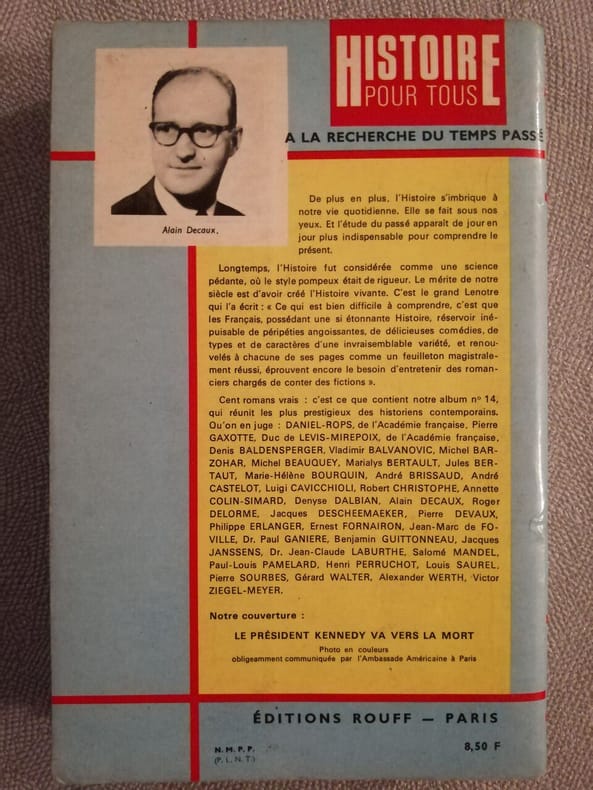 HISTOIRE
POUR TOUS
A LA RECHERCHE DU TEMPS PASSÉ
Alain Decaux.
De plus en plus, l'Histoire s'imbrique à
notre vie quotidienne. Elle se fait sous nos
yeux. Et l'étude du passé apparaît de jour en
jour plus indispensable pour comprendre le
présent.
Longtemps, l'Histoire fut considérée comme une science
pédante, où le style pompeux était de rigueur. Le mérite de notre
siècle est d'avoir créé l'Histoire vivante. C'est le grand Lenotre
qui l'a écrit : « Ce qui est bien difficile à comprendre, c'est que
les Français, possédant une si étonnante Histoire, réservoir iné-
puisable de péripéties angoissantes, de délicieuses comédies, de
types et de caractères d'une invraisemblable variété, et renou-
velés à chacune de ses pages comme un feuilleton magistrale-
ment réussi, éprouvent encore le besoin d'entretenir des roman-
ciers chargés de conter des fictions ».
Cent romans vrais : c'est ce que contient notre album nº 14,
qui réunit les plus prestigieux des historiens contemporains.
Qu'on en juge : DANIEL-ROPS, de l'Académie française, Pierre
GAXOTTE, Duc de LEVIS-MIREPOIX, de l'Académie française,
Denis BALDENSPERGER, Vladimir BALVANOVIC, Michel BAR-
ZOHAR, Michel BEAUQUEY, Marialys BERTAULT, Jules BER-
TAUT, Marie-Hélène BOURQUIN, André BRISSAUD, André
CASTELOT, Luigi CAVICCHIOLI, Robert CHRISTOPHE, Annette
COLIN-SIMARD, Denyse DALBIAN, Alain DECAUX, Roger
DELORME, Jacques DESCHEEMAEKER, Pierre DEVAUX,
Philippe ERLANGER, Ernest FORNAIRON, Jean-Marc de FO-
VILLE, Dr. Paul GANIERE, Benjamin GUITTONNEAU, Jacques
JANSSENS, Dr. Jean-Claude LABURTHE, Salomé MANDEL,
Paul-Louis PAMELARD, Henri PERRUCHOT, Louis SAUREL,
Pierre SOURBES, Gérard WALTER, Alexander WERTH, Victor
ZIEGEL-MEYER.
Notre couverture :
LE PRÉSIDENT KENNEDY VA VERS LA MORT
Photo en couleurs
obligeamment communiquée par l'Ambassade Américaine à Paris
ÉDITIONS ROUFF — PARIS
N. M. P. P.
(P. L. N. T.)
8,50 F